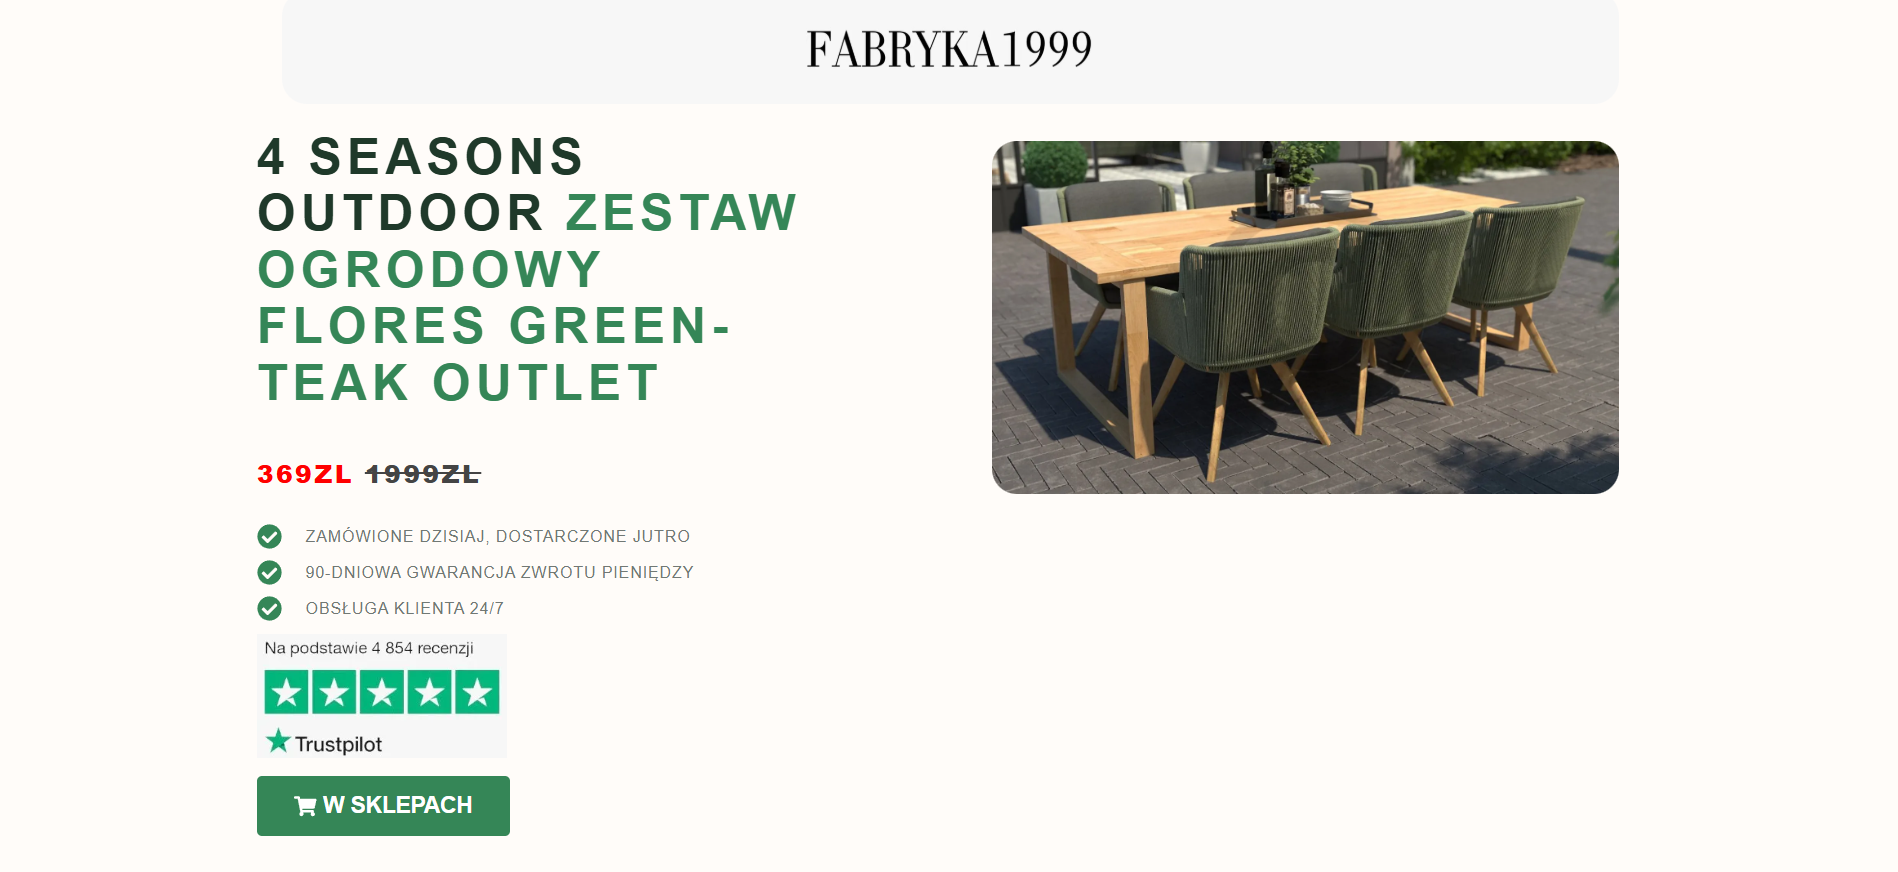 FABRYKA1999
4 SEASONS
OUTDOOR ZESTAW
OGRODOWY
FLORES GREEN-
TEAK OUTLET
369ZL 1999ZŁ
ZAMÓWIONE DZISIAJ, DOSTARCZONE JUTRO
90-DNIOWA GWARANCJA ZWROTU PIENIĘDZY
OBSŁUGA KLIENTA 24/7
Na podstawie 4 854 recenzji
Trustpilot
W SKLEPACH